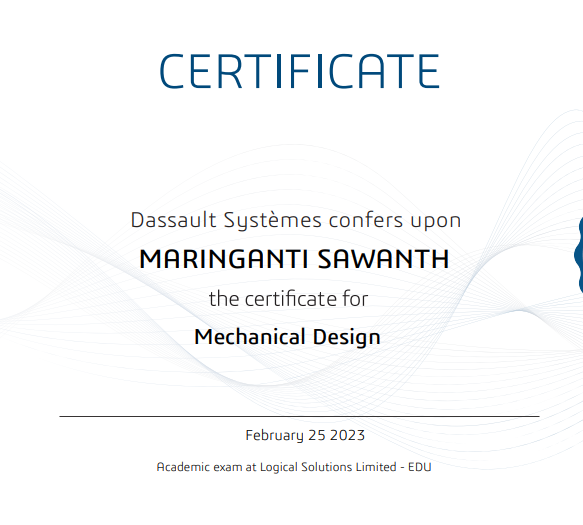 CERTIFICATE
Dassault Systèmes confers upon
MARINGANTI SAWANTH
the certificate for
Mechanical Design
February 25 2023
Academic exam at Logical Solutions Limited - EDU